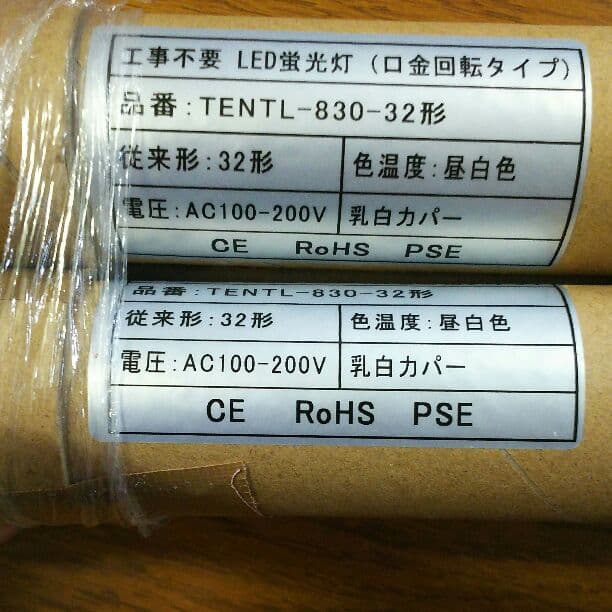 工事不要 LED蛍光灯（口金回転タイプ）
品番：TENTL-830-32形
従来形：32形 色温度：昼白色
電圧：AC100-200V 乳白カパー
CE RoHS PSE
品番：TENTL-830-32形
従来形：32形 色温度：昼白色
電圧：AC100-200V 乳白カパー
CE RoHS PSE